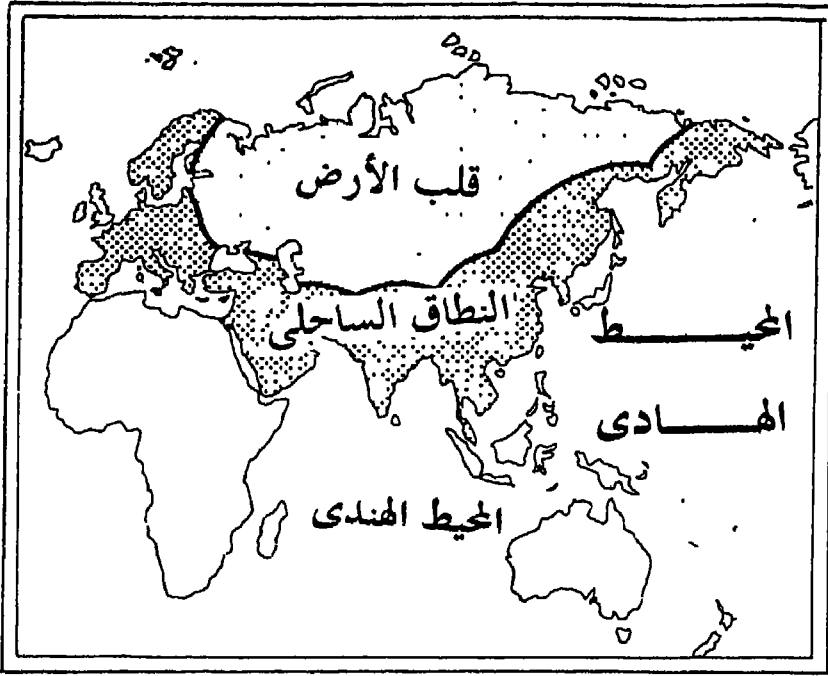 قلب الأرض
النطاق الساحلى
المحيط
الهادى
المحيط الهندى